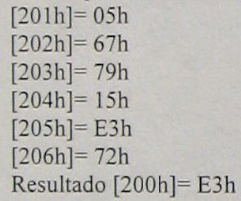 [201h]= 05h
[202h]= 67h
[203h]= 79h
[204h]= 15h
[205h]= E3h
[206h]= 72h
Resultado [200h]= E3h